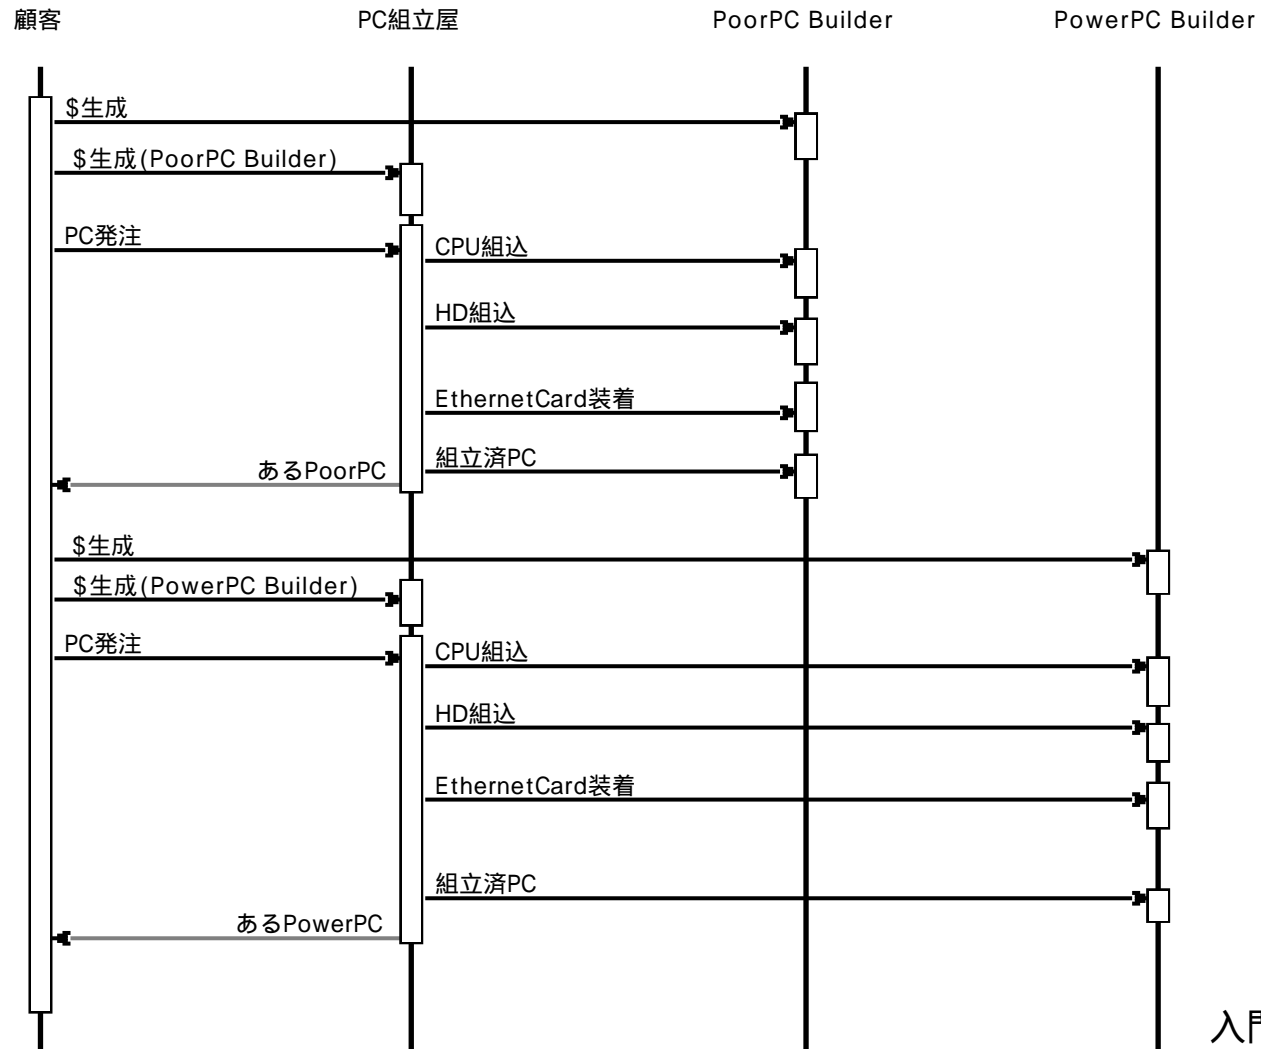 顧客 PC組立屋 PoorPC Builder PowerPC Builder
$生成
$生成(PoorPC Builder)
PC発注
CPU組込
HD組込
EthernetCard装着
組立済PC
あるPoorPC
$生成
$生成(PowerPC Builder)
PC発注
CPU組込
HD組込
EthernetCard装着
組立済PC
あるPowerPC
入門